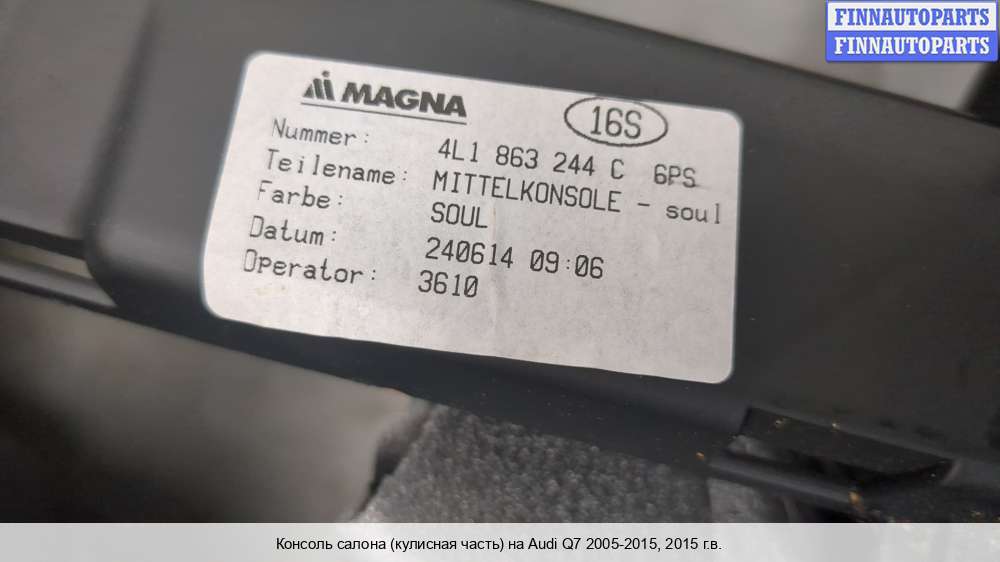 FINNAUTOPARTS
FINNAUTOPARTS
MAGNA
16S
Nummer: 4L1 863 244 C 6PS
Teilename: MITTELKONSOLE - soul
Farbe: SOUL
Datum: 240614 09:06
Operator: 3610
Консоль салона (кулисная часть) на Audi Q7 2005-2015, 2015 г.в.